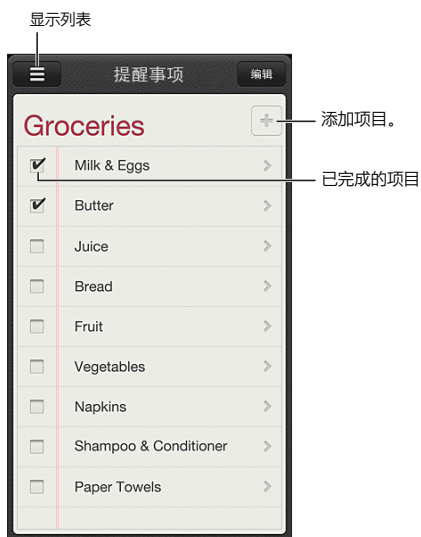 显示列表
提醒事项
编辑
Groceries
添加项目。
Milk & Eggs
已完成的项目
Butter
Juice
Bread
Fruit
Vegetables
Napkins
Shampoo & Conditioner
Paper Towels